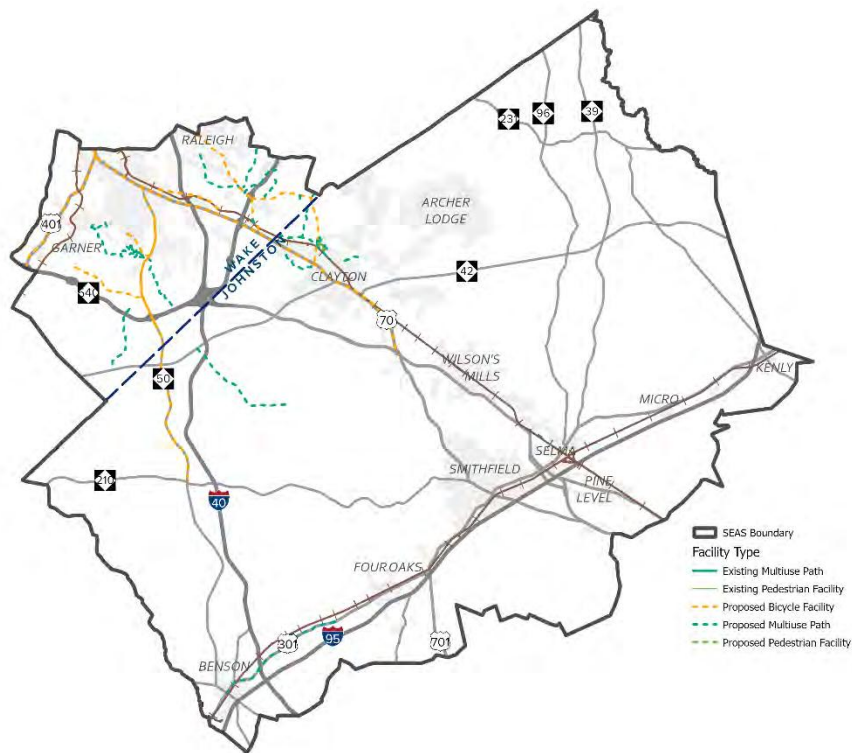 231
96
39
RALEIGH
401
GARNER
WAKE
JOHNSTON
ARCHER
LODGE
42
CLAYTON
540
70
WILSON'S
MILLS
KENLY
50
MICRO
SELMA
SMITHFIELD
PINE
LEVEL
210
40
FOUR OAKS
301
95
701
BENSON
SEAS Boundary
Facility Type
Existing Multiuse Path
Existing Pedestrian Facility
Proposed Bicycle Facility
Proposed Multiuse Path
Proposed Pedestrian Facility